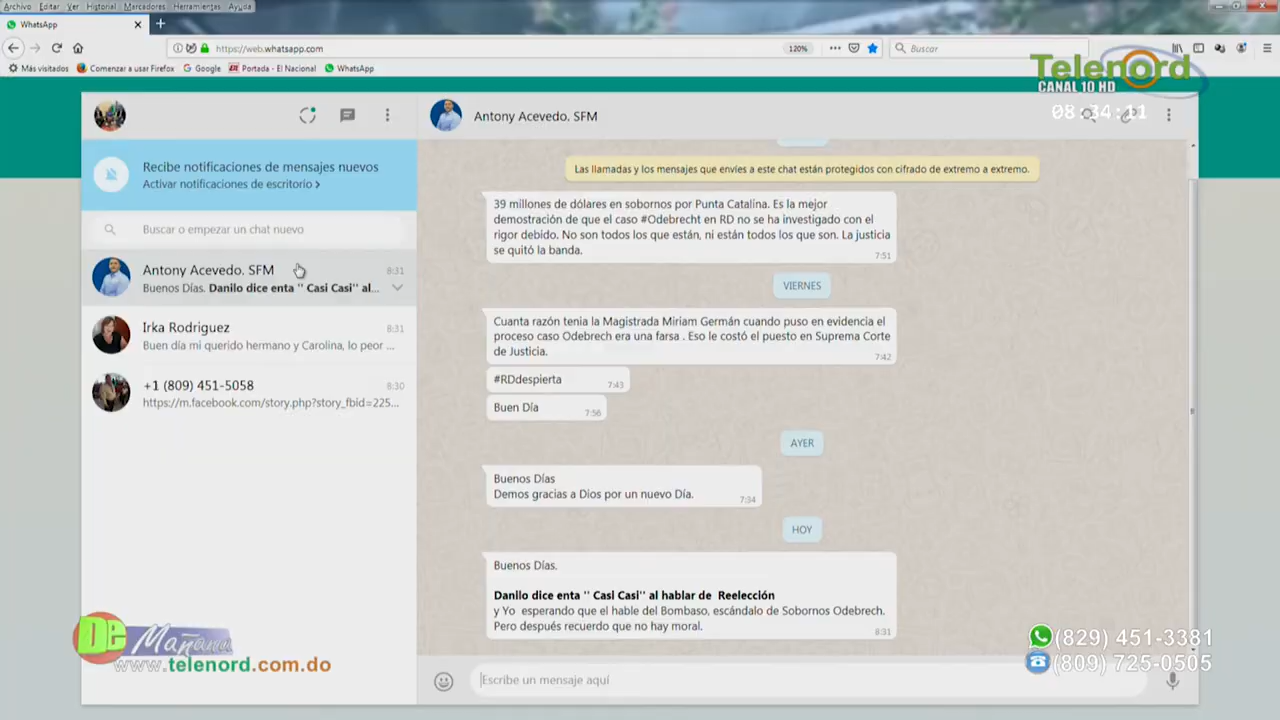 Archivo Editar Ver Historial Marcadores Herramientas Ayuda
WhatsApp
https://web.whatsapp.com
120%
Buscar
Más visitados
Comenzar a usar Firefox
Google
Portada - El Nacional
WhatsApp
Telenord
CANAL 10 HD
08:34:11
Antony Acevedo. SFM
Recibe notificaciones de mensajes nuevos
Activar notificaciones de escritorio
Buscar o empezar un chat nuevo
Antony Acevedo. SFM
8:31
Buenos Días. Danilo dice enta '' Casi Casi'' al...
Irka Rodriguez
8:31
Buen día mi querido hermano y Carolina, lo peor ...
+1 (809) 451-5058
8:30
https://m.facebook.com/story.php?story_fbid=225...
Las llamadas y los mensajes que envíes a este chat están protegidos con cifrado de extremo a extremo.
39 millones de dólares en sobornos por Punta Catalina. Es la mejor
demostración de que el caso #Odebrecht en RD no se ha investigado con el
rigor debido. No son todos los que están, ni están todos los que son. La justicia
se quitó la banda.
7:51
VIERNES
Cuanta razón tenia la Magistrada Miriam Germán cuando puso en evidencia el
proceso caso Odebrech era una farsa . Eso le costó el puesto en Suprema Corte
de Justicia.
7:42
#RDdespierta
7:43
Buen Día
7:56
AYER
Buenos Días
Demos gracias a Dios por un nuevo Día.
7:34
HOY
Buenos Días.
Danilo dice enta '' Casi Casi'' al hablar de Reelección
y Yo esperando que el hable del Bombaso, escándalo de Sobornos Odebrech.
Pero después recuerdo que no hay moral.
8:31
Escribe un mensaje aquí
De Mañana
www.telenord.com.do
(829) 451-3381
(809) 725-0505